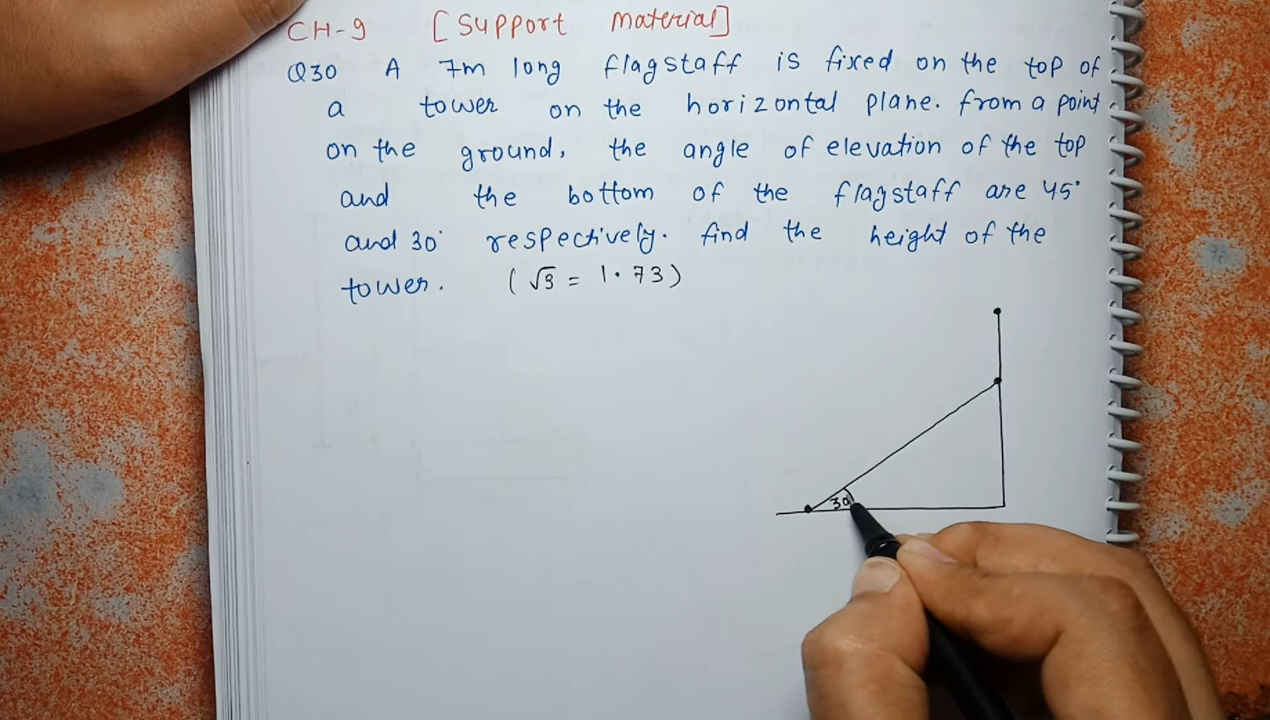 CH-9 [Support Material]
Q30 A 7m long flagstaff is fixed on the top of
a tower on the horizontal plane. From a point
on the ground, the angle of elevation of the top
and the bottom of the flagstaff are 45°
and 30° respectively. find the height of the
tower. (√3 = 1.73)
30